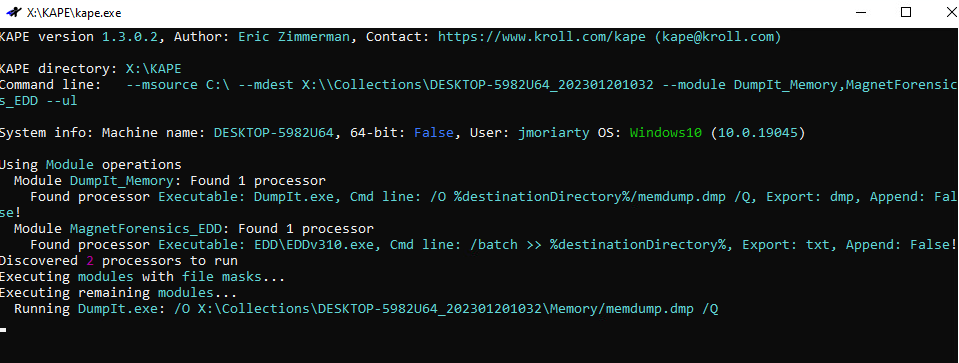 X:\KAPE\kape.exe
KAPE version 1.3.0.2, Author: Eric Zimmerman, Contact: https://www.kroll.com/kape (kape@kroll.com)
KAPE directory: X:\KAPE
Command line:   --msource C:\ --mdest X:\\Collections\DESKTOP-5982U64_202301201032 --module DumpIt_Memory,MagnetForensic
s_EDD --ul
System info: Machine name: DESKTOP-5982U64, 64-bit: False, User: jmoriarty OS: Windows10 (10.0.19045)
Using Module operations
  Module DumpIt_Memory: Found 1 processor
    Found processor Executable: DumpIt.exe, Cmd line: /O %destinationDirectory%/memdump.dmp /Q, Export: dmp, Append: Fal
se!
  Module MagnetForensics_EDD: Found 1 processor
    Found processor Executable: EDD\EDDv310.exe, Cmd line: /batch >> %destinationDirectory%, Export: txt, Append: False!
Discovered 2 processors to run
Executing modules with file masks...
Executing remaining modules...
  Running DumpIt.exe: /O X:\Collections\DESKTOP-5982U64_202301201032\Memory/memdump.dmp /Q